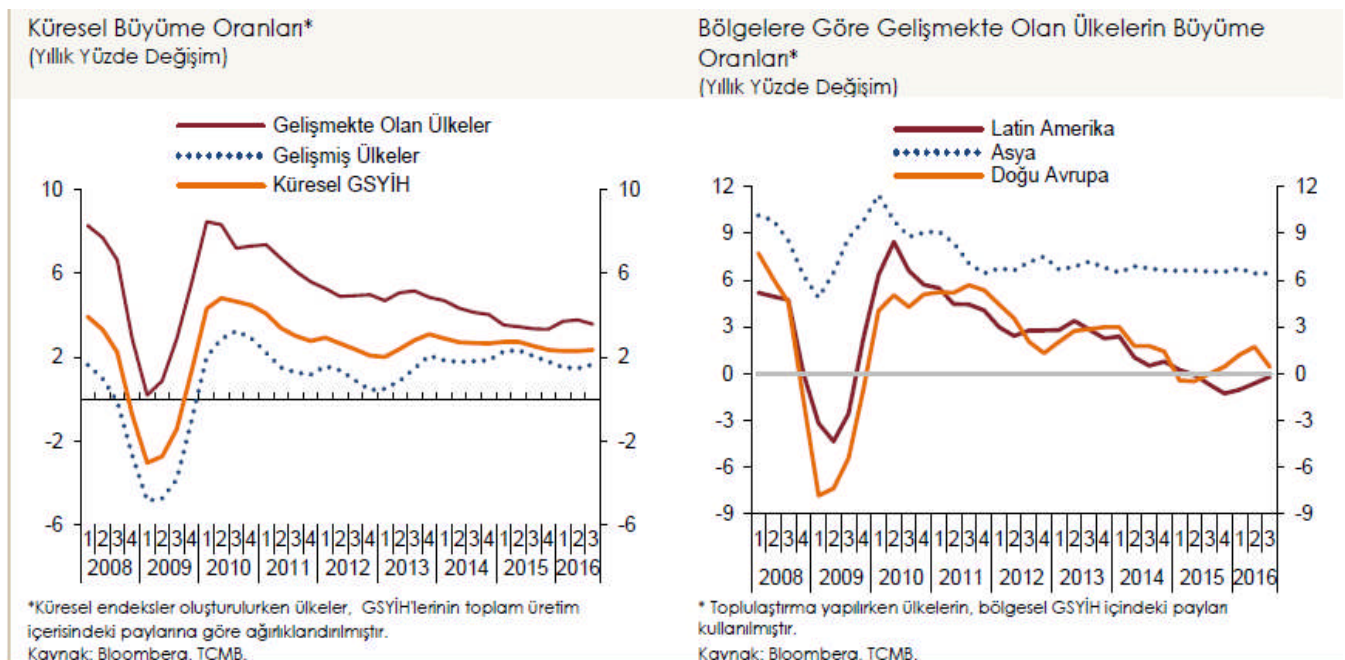 Küresel Büyüme Oranları*
(Yıllık Yüzde Değişim)
Gelişmekte Olan Ülkeler
Gelişmiş Ülkeler
Küresel GSYİH
10 10
6 6
2 2
-2 -2
-6 -6
1 2 3 4 1 2 3 4 1 2 3 4 1 2 3 4 1 2 3 4 1 2 3 4 1 2 3 4 1 2 3 4 1 2 3
2008 2009 2010 2011 2012 2013 2014 2015 2016
*Küresel endeksler oluşturulurken ülkeler, GSYİH'lerinin toplam üretim
içerisindeki paylarına göre ağırlıklandırılmıştır.
Kaynak: Bloomberg, TCMB.
Bölgelere Göre Gelişmekte Olan Ülkelerin Büyüme
Oranları*
(Yıllık Yüzde Değişim)
Latin Amerika
Asya
Doğu Avrupa
12 12
9 9
6 6
3 3
0 0
-3 -3
-6 -6
-9 -9
1 2 3 4 1 2 3 4 1 2 3 4 1 2 3 4 1 2 3 4 1 2 3 4 1 2 3 4 1 2 3 4 1 2 3
2008 2009 2010 2011 2012 2013 2014 2015 2016
* Toplulaştırma yapılırken ülkelerin, bölgesel GSYİH içindeki payları
kullanılmıştır.
Kaynak: Bloomberg, TCMB.